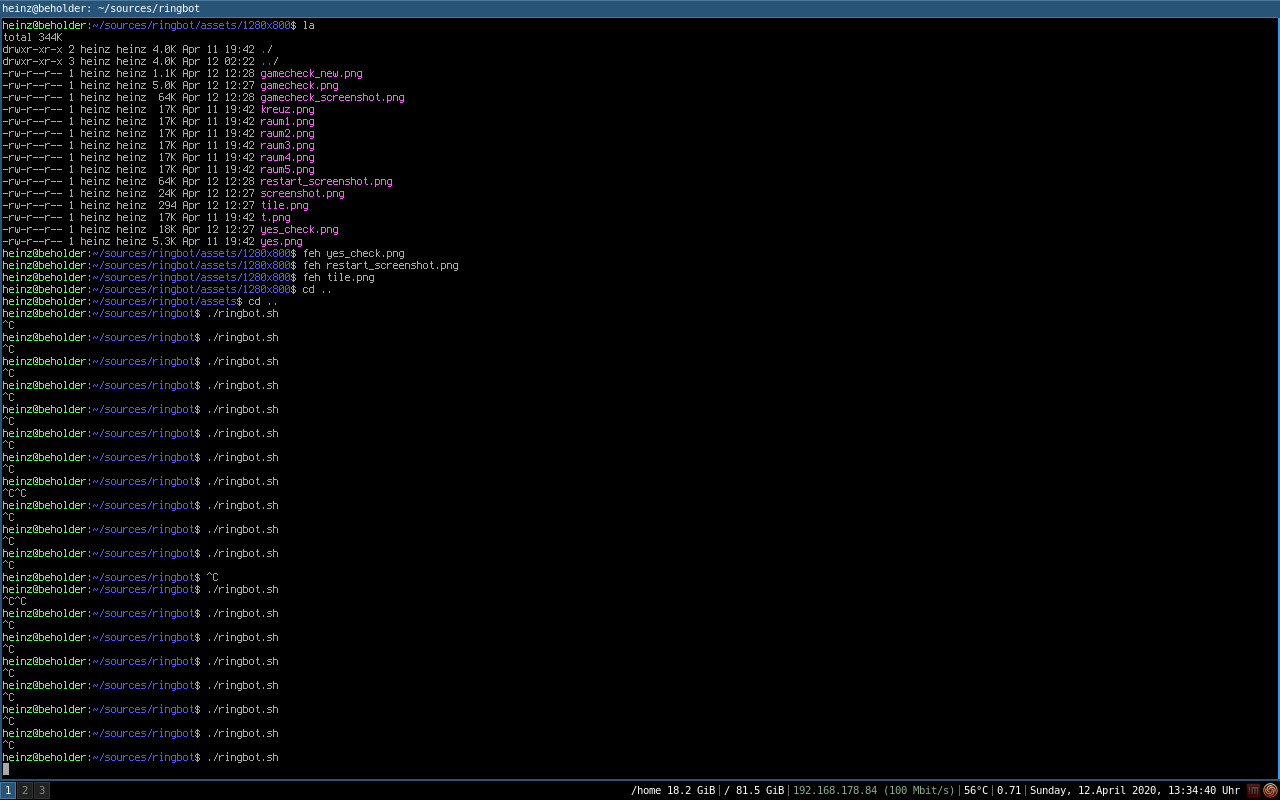 heinz@beholder: ~/sources/ringbot
heinz@beholder:~/sources/ringbot/assets/1280x800$ la
total 344K
drwxr-xr-x 2 heinz heinz 4.0K Apr 11 19:42 ./
drwxr-xr-x 3 heinz heinz 4.0K Apr 12 02:22 ../
-rw-r--r-- 1 heinz heinz 1.1K Apr 12 12:28 gamecheck_new.png
-rw-r--r-- 1 heinz heinz 5.0K Apr 12 12:27 gamecheck.png
-rw-r--r-- 1 heinz heinz  64K Apr 12 12:28 gamecheck_screenshot.png
-rw-r--r-- 1 heinz heinz  17K Apr 11 19:42 kreuz.png
-rw-r--r-- 1 heinz heinz  17K Apr 11 19:42 raum1.png
-rw-r--r-- 1 heinz heinz  17K Apr 11 19:42 raum2.png
-rw-r--r-- 1 heinz heinz  17K Apr 11 19:42 raum3.png
-rw-r--r-- 1 heinz heinz  17K Apr 11 19:42 raum4.png
-rw-r--r-- 1 heinz heinz  17K Apr 11 19:42 raum5.png
-rw-r--r-- 1 heinz heinz  64K Apr 12 12:28 restart_screenshot.png
-rw-r--r-- 1 heinz heinz  24K Apr 12 12:27 screenshot.png
-rw-r--r-- 1 heinz heinz  294 Apr 12 12:27 tile.png
-rw-r--r-- 1 heinz heinz  17K Apr 11 19:42 t.png
-rw-r--r-- 1 heinz heinz  18K Apr 12 12:27 yes_check.png
-rw-r--r-- 1 heinz heinz 5.3K Apr 11 19:42 yes.png
heinz@beholder:~/sources/ringbot/assets/1280x800$ feh yes_check.png
heinz@beholder:~/sources/ringbot/assets/1280x800$ feh restart_screenshot.png
heinz@beholder:~/sources/ringbot/assets/1280x800$ feh tile.png
heinz@beholder:~/sources/ringbot/assets/1280x800$ cd ..
heinz@beholder:~/sources/ringbot/assets$ cd ..
heinz@beholder:~/sources/ringbot$ ./ringbot.sh
^C
heinz@beholder:~/sources/ringbot$ ./ringbot.sh
^C
heinz@beholder:~/sources/ringbot$ ./ringbot.sh
^C
heinz@beholder:~/sources/ringbot$ ./ringbot.sh
^C
heinz@beholder:~/sources/ringbot$ ./ringbot.sh
^C
heinz@beholder:~/sources/ringbot$ ./ringbot.sh
^C
heinz@beholder:~/sources/ringbot$ ./ringbot.sh
^C
heinz@beholder:~/sources/ringbot$ ./ringbot.sh
^C^C
heinz@beholder:~/sources/ringbot$ ./ringbot.sh
^C
heinz@beholder:~/sources/ringbot$ ./ringbot.sh
^C
heinz@beholder:~/sources/ringbot$ ./ringbot.sh
^C
heinz@beholder:~/sources/ringbot$ ^C
heinz@beholder:~/sources/ringbot$ ./ringbot.sh
^C^C
heinz@beholder:~/sources/ringbot$ ./ringbot.sh
^C
heinz@beholder:~/sources/ringbot$ ./ringbot.sh
^C
heinz@beholder:~/sources/ringbot$ ./ringbot.sh
^C
heinz@beholder:~/sources/ringbot$ ./ringbot.sh
^C
heinz@beholder:~/sources/ringbot$ ./ringbot.sh
^C
heinz@beholder:~/sources/ringbot$ ./ringbot.sh
^C
heinz@beholder:~/sources/ringbot$ ./ringbot.sh
1 2 3 /home 18.2 GiB | / 81.5 GiB | 192.168.178.84 (100 Mbit/s) | 56°C | 0.71 | Sunday, 12.April 2020, 13:34:40 Uhr